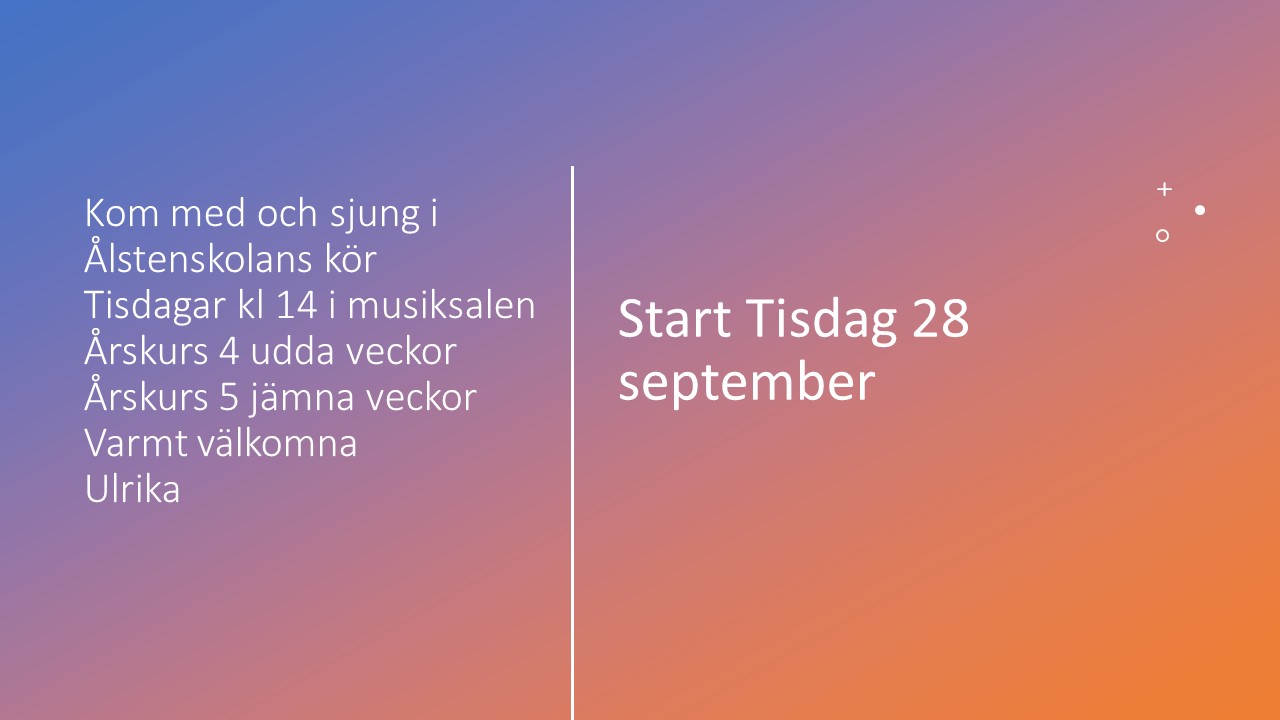 Kom med och sjung i
Ålstenskolans kör
Tisdagar kl 14 i musiksalen
Årskurs 4 udda veckor
Årskurs 5 jämna veckor
Varmt välkomna
Ulrika
Start Tisdag 28
september